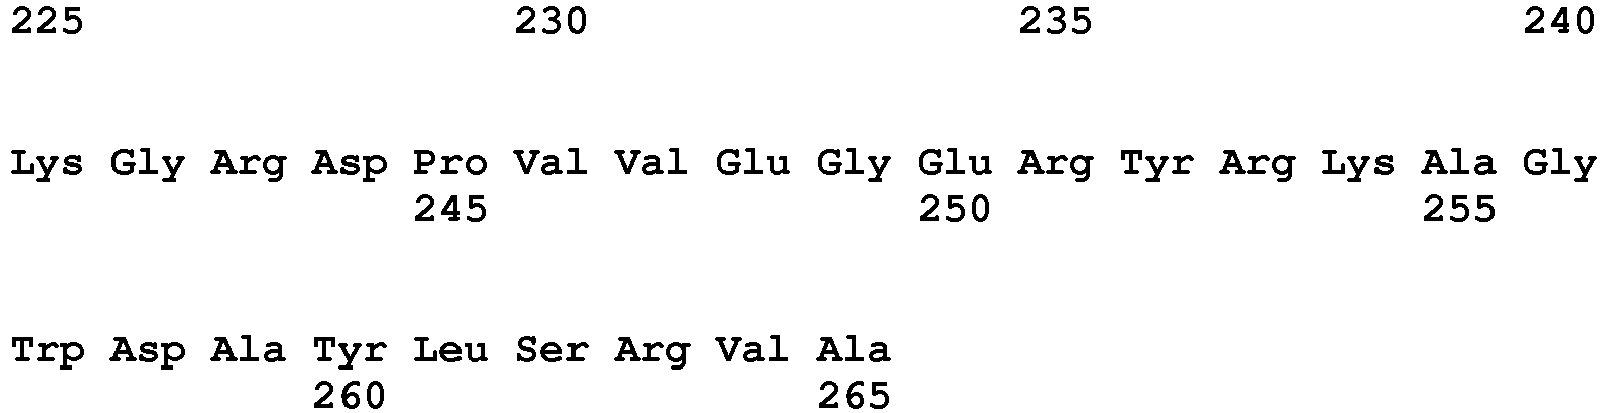 225 230 235 240
Lys Gly Arg Asp Pro Val Val Glu Gly Glu Arg Tyr Arg Lys Ala Gly
245 250 255
Trp Asp Ala Tyr Leu Ser Arg Val Ala
260 265